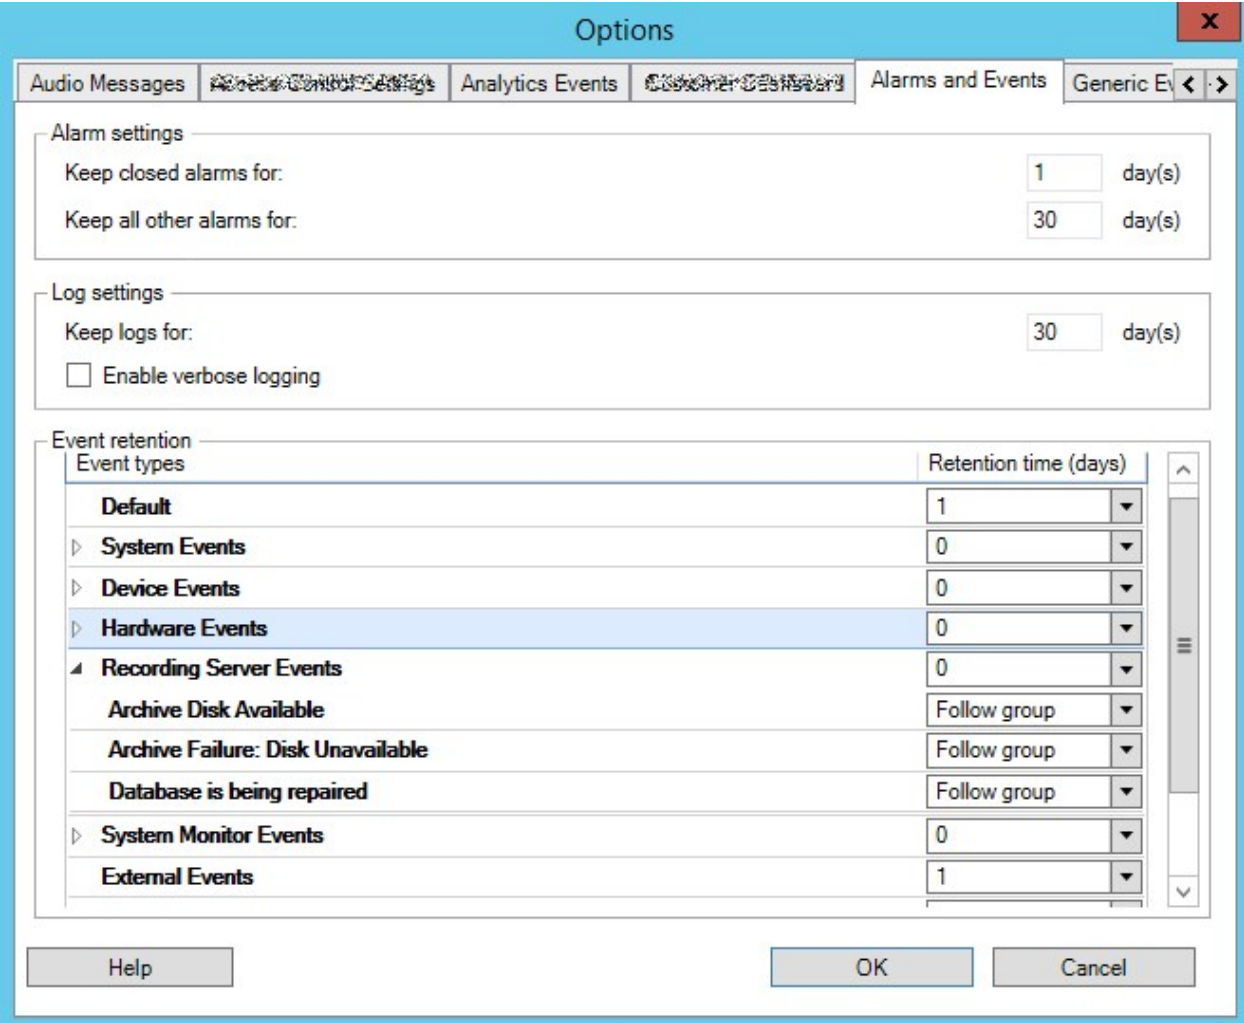 Options
X
Audio Messages
Analytics Events
Alarms and Events
Generic Ev
Alarm settings
Keep closed alarms for: 1 day(s)
Keep all other alarms for: 30 day(s)
Log settings
Keep logs for: 30 day(s)
Enable verbose logging
Event retention
Event types Retention time (days)
Default 1
System Events 0
Device Events 0
Hardware Events 0
Recording Server Events 0
Archive Disk Available Follow group
Archive Failure: Disk Unavailable Follow group
Database is being repaired Follow group
System Monitor Events 0
External Events 1
Help OK Cancel